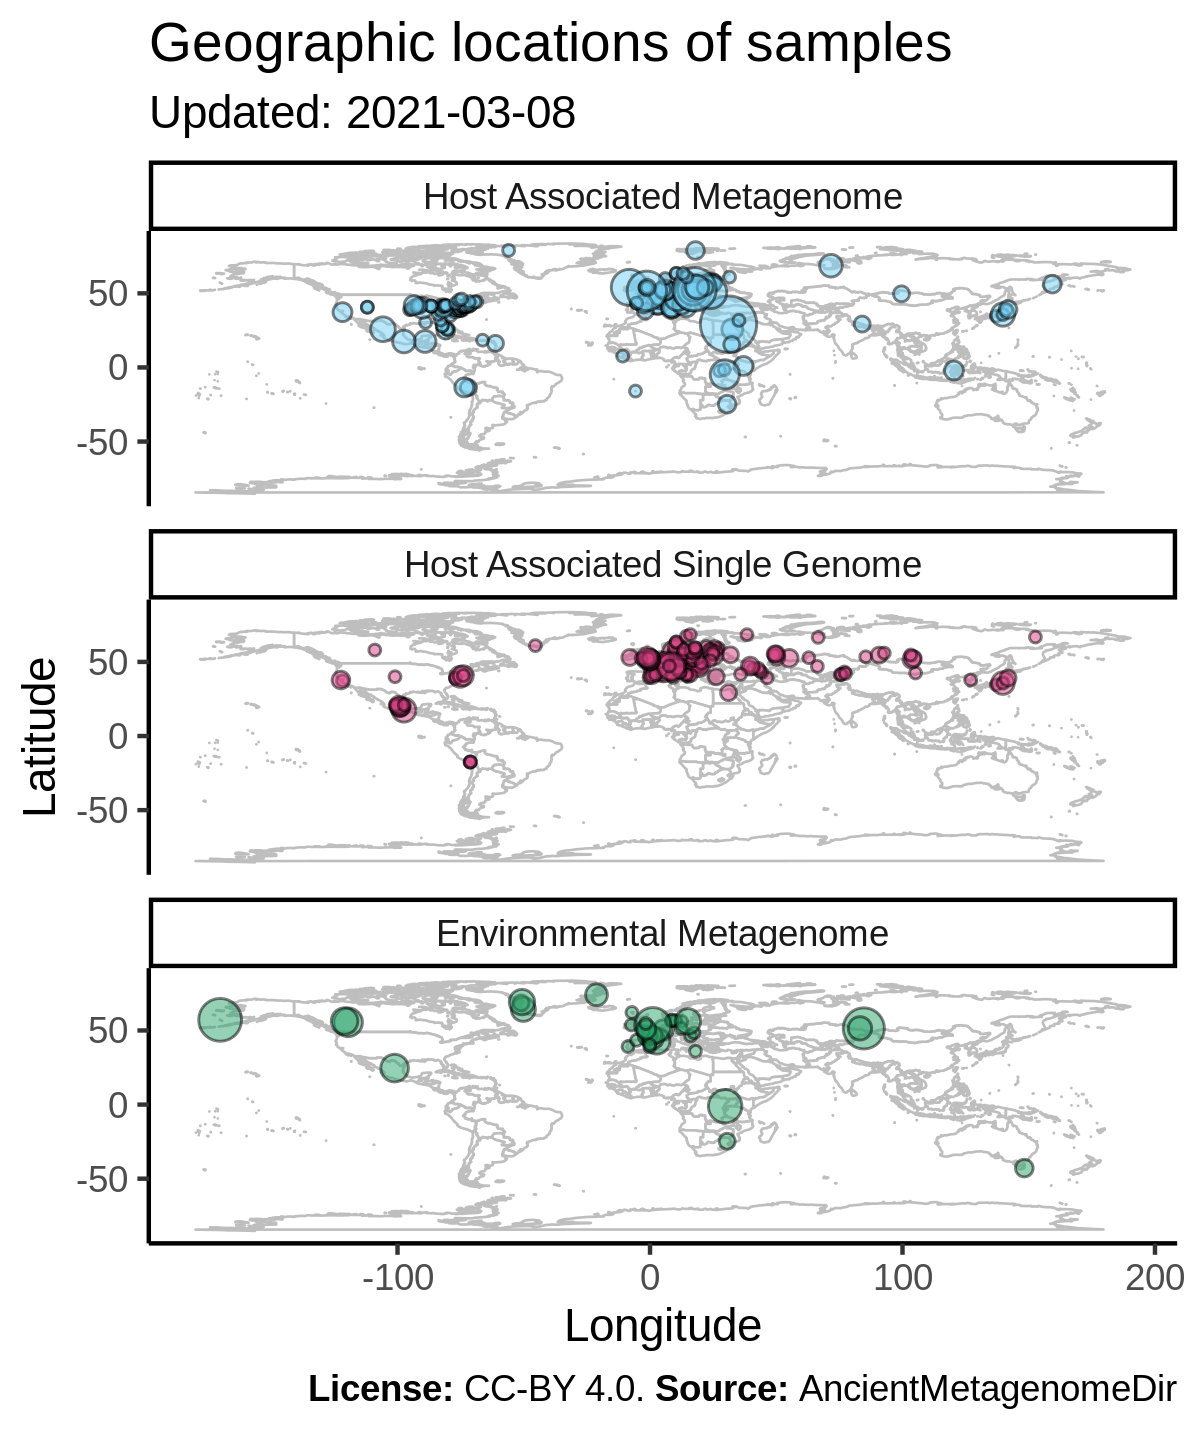 Geographic locations of samples
Updated: 2021-03-08
Host Associated Metagenome
50
0
-50
Host Associated Single Genome
50
0
-50
Latitude
Environmental Metagenome
50
0
-50
-100 0 100 200
Longitude
License: CC-BY 4.0. Source: AncientMetagenomeDir